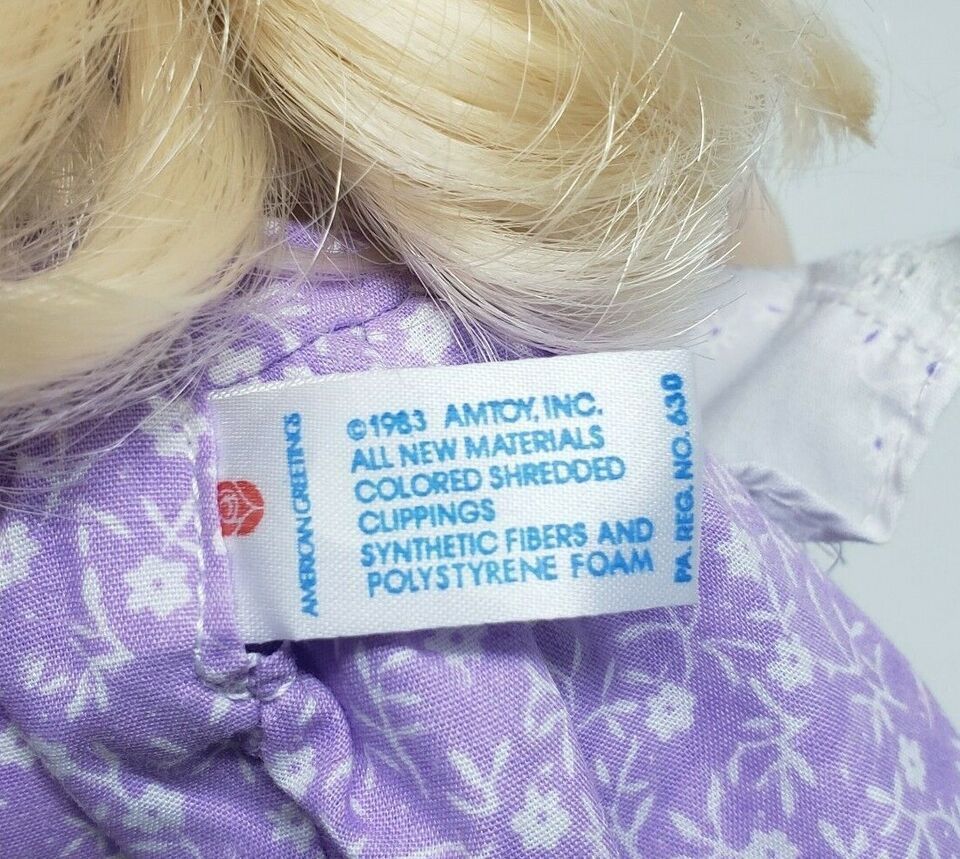 AMERICAN GREETINGS
©1983 AMTOY, INC.
ALL NEW MATERIALS
COLORED SHREDDED
CLIPPINGS
SYNTHETIC FIBERS AND
POLYSTYRENE FOAM
PA. REG. NO. 630